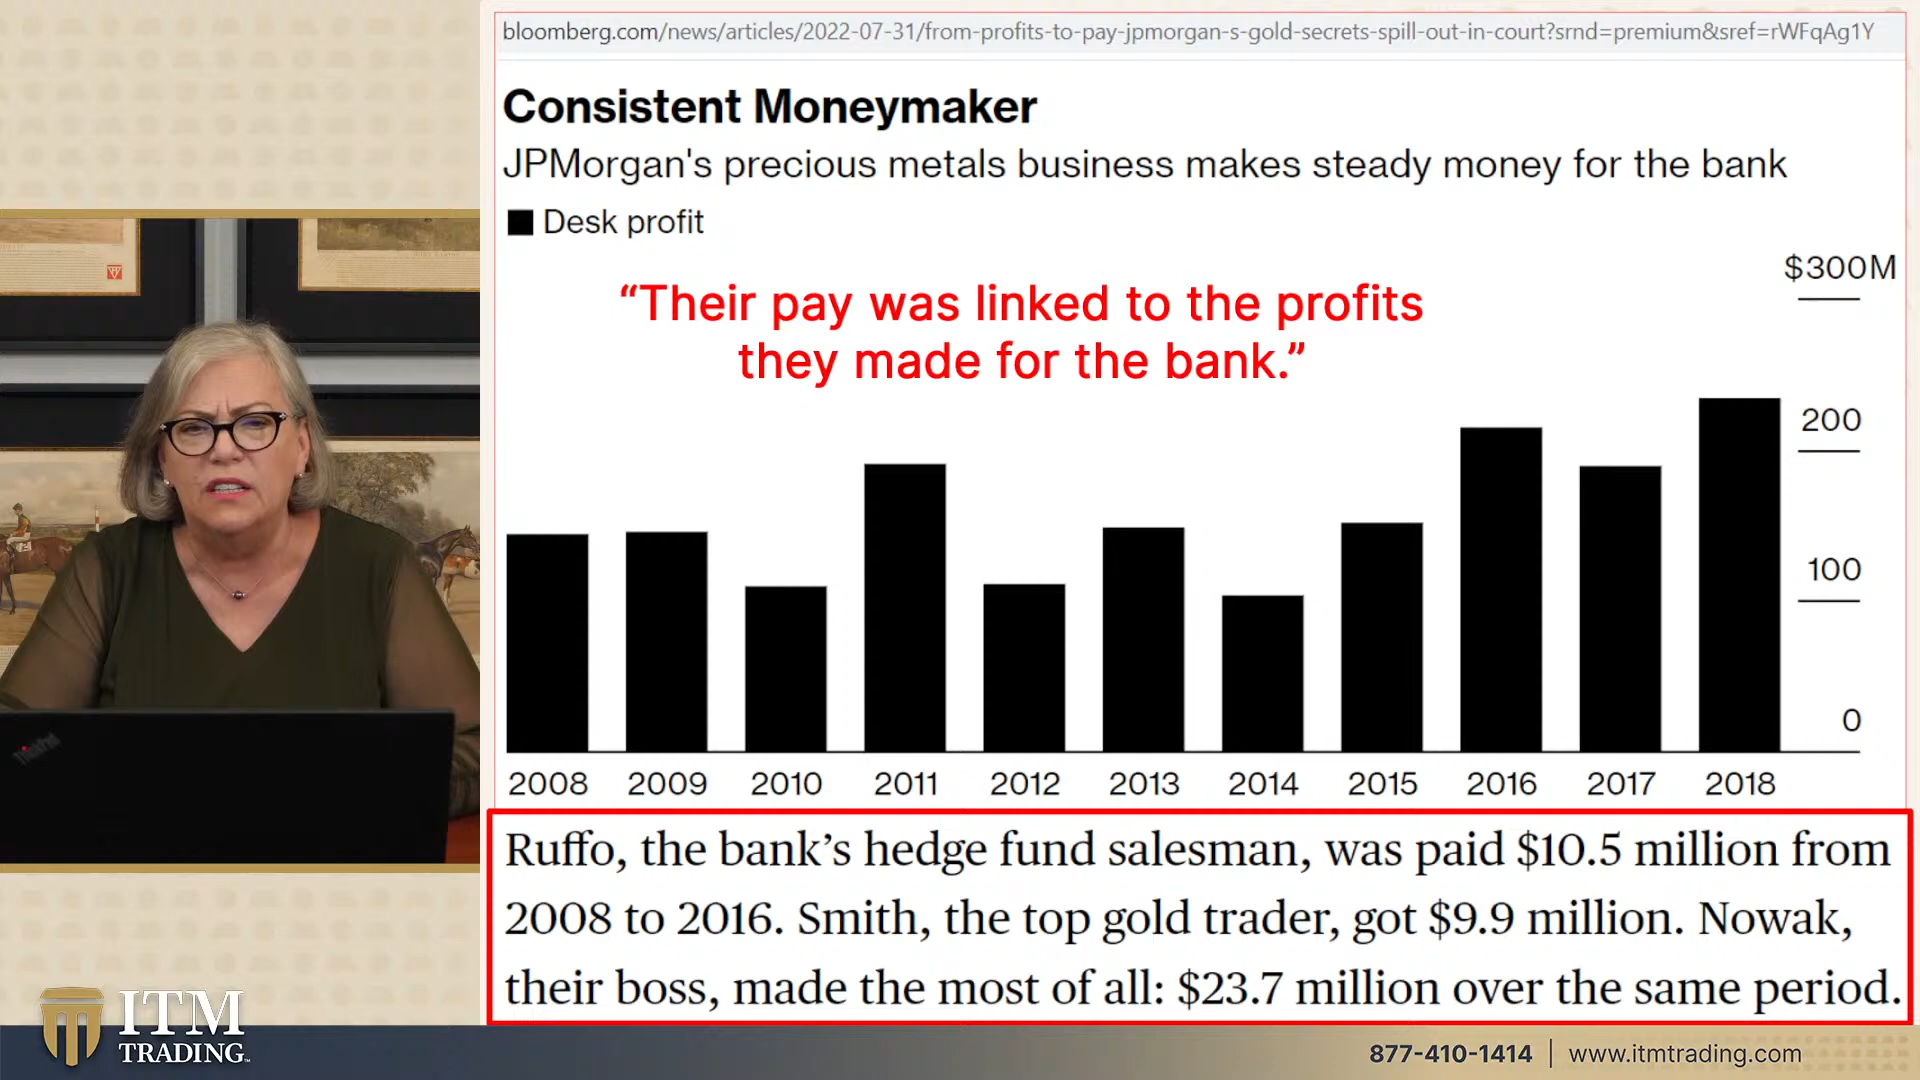 bloomberg.com/news/articles/2022-07-31/from-profits-to-pay-jpmorgan-s-gold-secrets-spill-out-in-court?srnd=premium&sref=rWFqAg1Y
Consistent Moneymaker
JPMorgan's precious metals business makes steady money for the bank
Desk profit
$300M
“Their pay was linked to the profits
they made for the bank.”
200
100
0
2008 2009 2010 2011 2012 2013 2014 2015 2016 2017 2018
Ruffo, the bank’s hedge fund salesman, was paid $10.5 million from
2008 to 2016. Smith, the top gold trader, got $9.9 million. Nowak,
their boss, made the most of all: $23.7 million over the same period.
ThinkPad
ITM
TRADING
877-410-1414 | www.itmtrading.com